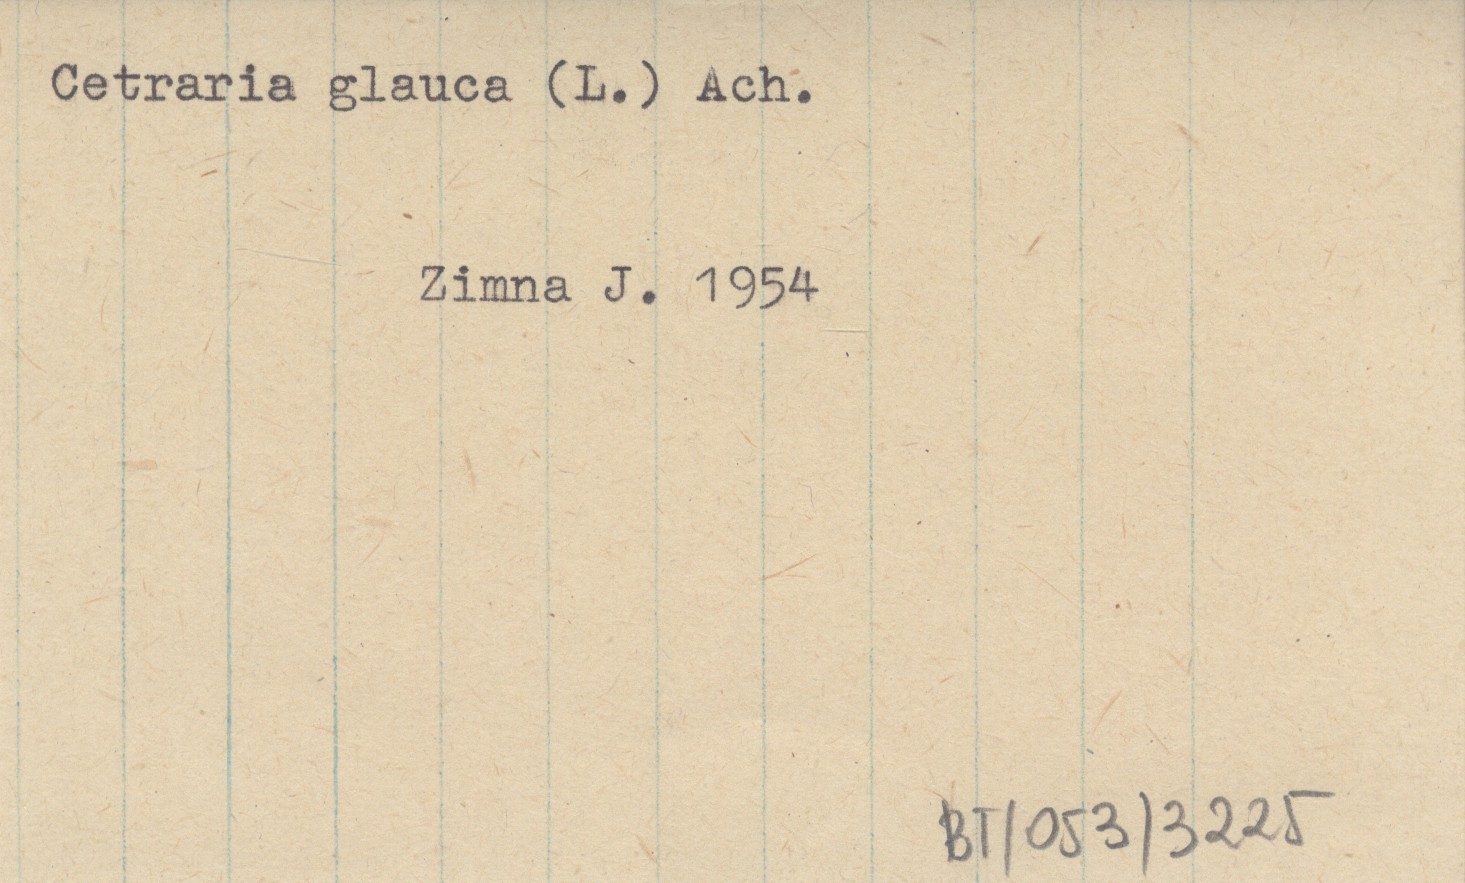 Cetraria glauca (L.) Ach.
Zimna J. 1954
BT/053/3225